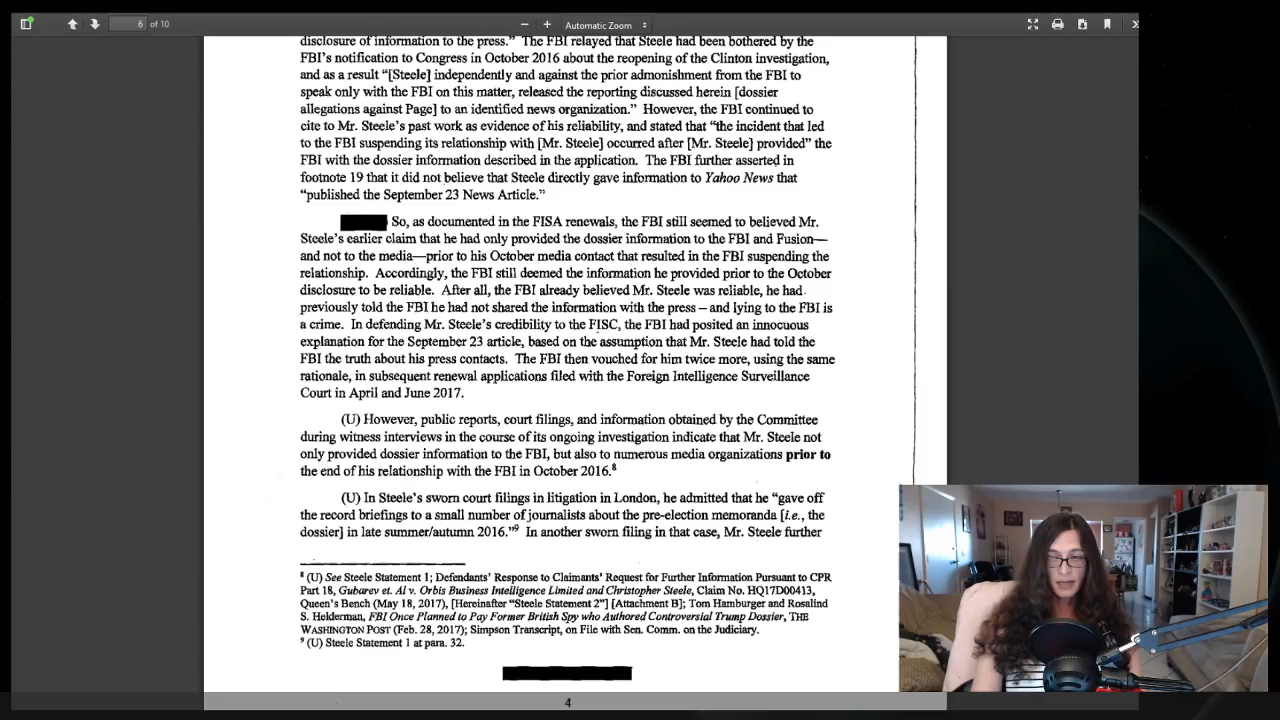 6 of 10
Automatic Zoom
disclosure of information to the press." The FBI relayed that Steele had been bothered by the
FBI's notification to Congress in October 2016 about the reopening of the Clinton investigation,
and as a result "[Steele] independently and against the prior admonishment from the FBI to
speak only with the FBI on this matter, released the reporting discussed herein [dossier
allegations against Page] to an identified news organization." However, the FBI continued to
cite to Mr. Steele's past work as evidence of his reliability, and stated that "the incident that led
to the FBI suspending its relationship with [Mr. Steele] occurred after [Mr. Steele] provided" the
FBI with the dossier information described in the application. The FBI further asserted in
footnote 19 that it did not believe that Steele directly gave information to Yahoo News that
"published the September 23 News Article."
So, as documented in the FISA renewals, the FBI still seemed to believed Mr.
Steele's earlier claim that he had only provided the dossier information to the FBI and Fusion—
and not to the media—prior to his October media contact that resulted in the FBI suspending the
relationship. Accordingly, the FBI still deemed the information he provided prior to the October
disclosure to be reliable. After all, the FBI already believed Mr. Steele was reliable, he had
previously told the FBI he had not shared the information with the press – and lying to the FBI is
a crime. In defending Mr. Steele's credibility to the FISC, the FBI had posited an innocuous
explanation for the September 23 article, based on the assumption that Mr. Steele had told the
FBI the truth about his press contacts. The FBI then vouched for him twice more, using the same
rationale, in subsequent renewal applications filed with the Foreign Intelligence Surveillance
Court in April and June 2017.
(U) However, public reports, court filings, and information obtained by the Committee
during witness interviews in the course of its ongoing investigation indicate that Mr. Steele not
only provided dossier information to the FBI, but also to numerous media organizations prior to
the end of his relationship with the FBI in October 2016.8
(U) In Steele's sworn court filings in litigation in London, he admitted that he "gave off
the record briefings to a small number of journalists about the pre-election memoranda [i.e., the
dossier] in late summer/autumn 2016."9 In another sworn filing in that case, Mr. Steele further
8 (U) See Steele Statement 1; Defendants' Response to Claimants' Request for Further Information Pursuant to CPR
Part 18, Gubarev et. Al v. Orbis Business Intelligence Limited and Christopher Steele, Claim No. HQ17D00413,
Queen's Bench (May 18, 2017), [Hereinafter "Steele Statement 2"] [Attachment B]; Tom Hamburger and Rosalind
S. Helderman, FBI Once Planned to Pay Former British Spy who Authored Controversial Trump Dossier, THE
WASHINGTON POST (Feb. 28, 2017); Simpson Transcript, on File with Sen. Comm. on the Judiciary.
9 (U) Steele Statement 1 at para. 32.
4